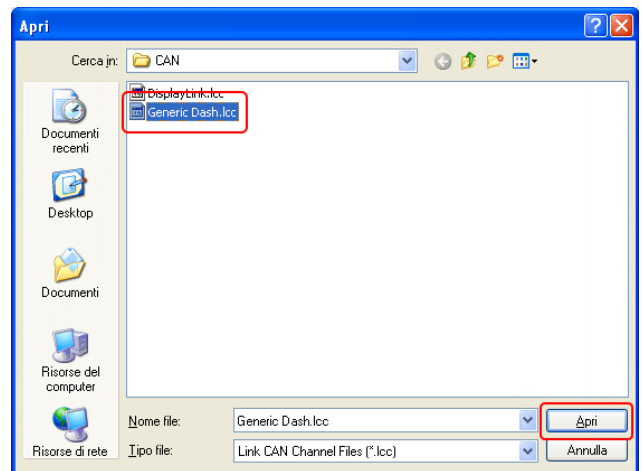 Apri
Cerca in: CAN
DisplayLink.lcc
Generic Dash.lcc
Documenti recenti
Desktop
Documenti
Risorse del computer
Risorse di rete
Nome file: Generic Dash.lcc Apri
Tipo file: Link CAN Channel Files (*.lcc) Annulla